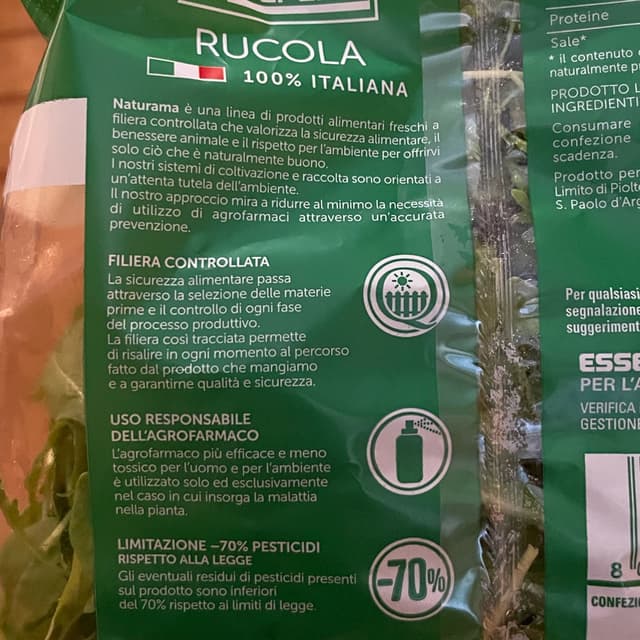 RUCOLA
100% ITALIANA
Naturama è una linea di prodotti alimentari freschi a
filiera controllata che valorizza la sicurezza alimentare, il
benessere animale e il rispetto per l'ambiente per offrirvi
solo ciò che è naturalmente buono.
I nostri sistemi di coltivazione e raccolta sono orientati a
un'attenta tutela dell'ambiente.
Il nostro approccio mira a ridurre al minimo la necessità
di utilizzo di agrofarmaci attraverso un'accurata
prevenzione.
FILIERA CONTROLLATA
La sicurezza alimentare passa
attraverso la selezione delle materie
prime e il controllo di ogni fase
del processo produttivo.
La filiera così tracciata permette
di risalire in ogni momento al percorso
fatto dal prodotto che mangiamo
e a garantirne qualità e sicurezza.
USO RESPONSABILE
DELL'AGROFARMACO
L'agrofarmaco più efficace e meno
tossico per l'uomo e per l'ambiente
è utilizzato solo ed esclusivamente
nel caso in cui insorga la malattia
nella pianta.
LIMITAZIONE –70% PESTICIDI
RISPETTO ALLA LEGGE
Gli eventuali residui di pesticidi presenti
sul prodotto sono inferiori
del 70% rispetto ai limiti di legge.
–70%
Proteine
Sale*
* il contenuto
naturalmente
PRODOTTO
INGREDIENTI
Consumare
confezione
scadenza.
Prodotto per
Limito di
S. Paolo
Per qualsiasi
segnalazione
PER
VERIFICA
GESTIONE
8